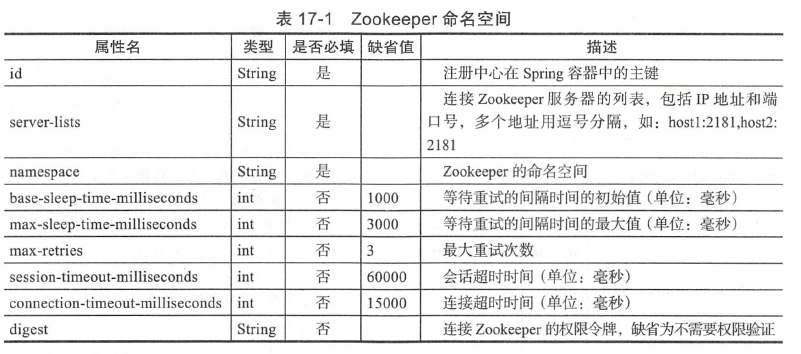 表 17-1 Zookeeper 命名空间
属性名 类型 是否必填 缺省值 描述
id String 是 注册中心在 Spring 容器中的主键
server-lists String 是 连接 Zookeeper 服务器的列表，包括 IP 地址和端
口号，多个地址用逗号分隔，如：host1:2181,host2:
2181
namespace String 是 Zookeeper 的命名空间
base-sleep-time-milliseconds int 否 1000 等待重试的间隔时间的初始值（单位：毫秒）
max-sleep-time-milliseconds int 否 3000 等待重试的间隔时间的最大值（单位：毫秒）
max-retries int 否 3 最大重试次数
session-timeout-milliseconds int 否 60000 会话超时时间（单位：毫秒）
connection-timeout-milliseconds int 否 15000 连接超时时间（单位：毫秒）
digest String 否 连接 Zookeeper 的权限令牌，缺省为不需要权限验证